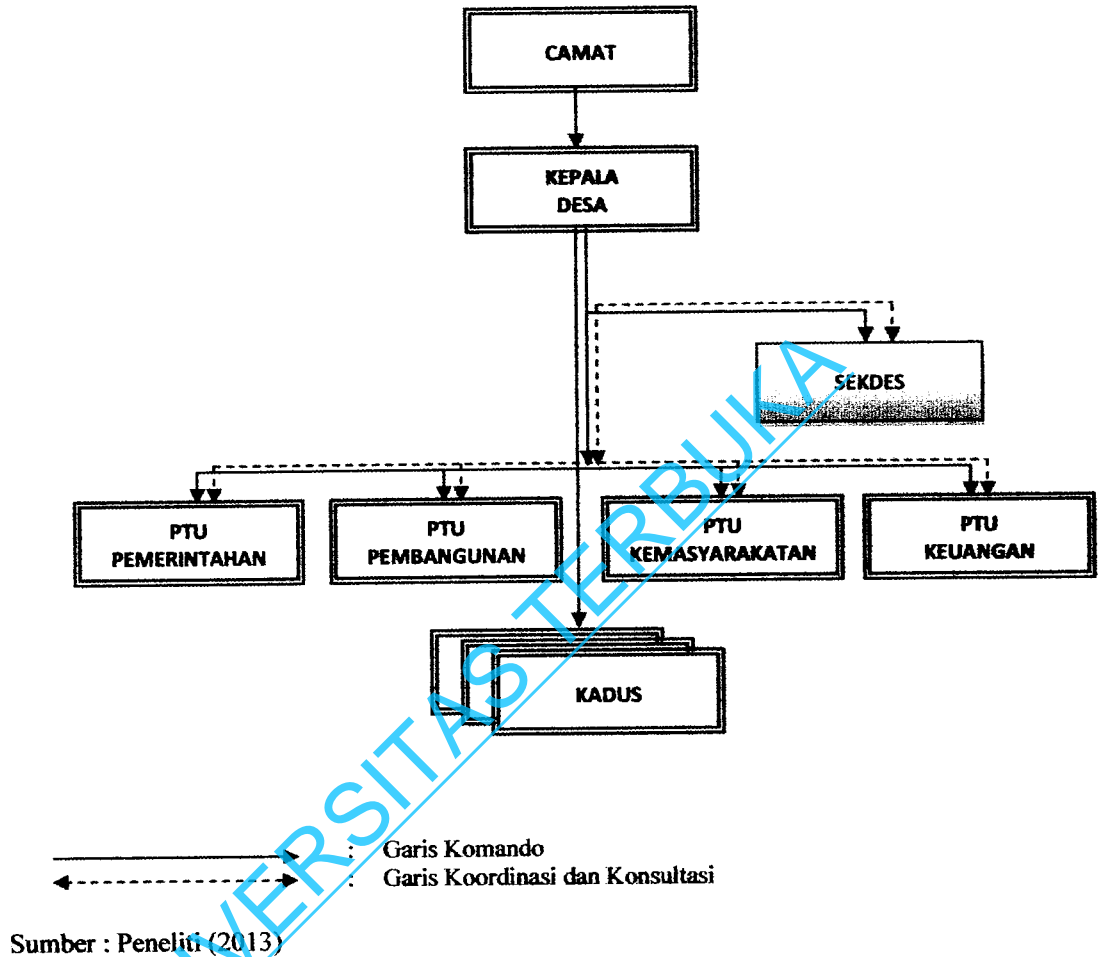 CAMAT
KEPALA
DESA
SEKDES
PTU
PEMERINTAHAN
PTU
PEMBANGUNAN
PTU
KEMASYARAKATAN
PTU
KEUANGAN
KADUS
: Garis Komando
: Garis Koordinasi dan Konsultasi
Sumber : Peneliti (2013)
VERSITAS TERBUKA